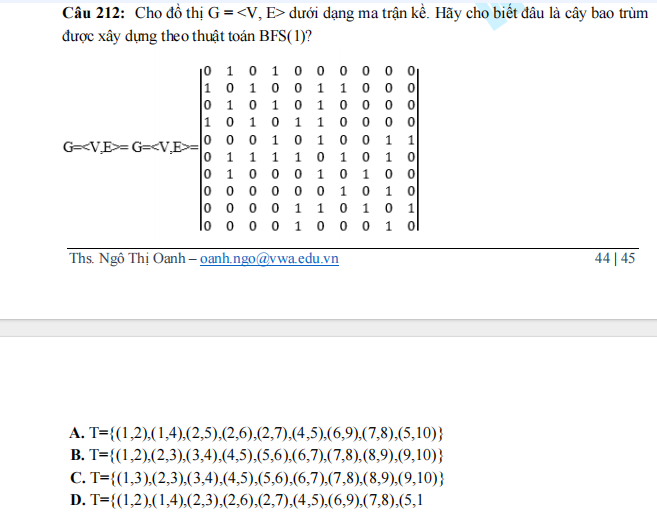 Câu 212: Cho đồ thị G = <V, E> dưới dạng ma trận kề. Hãy cho biết đâu là cây bao trùm
được xây dựng theo thuật toán BFS(1)?
|0 1 0 1 0 0 0 0 0 0|
|1 0 1 0 0 1 1 0 0 0|
|0 1 0 1 0 1 0 0 0 0|
|1 0 1 0 1 1 0 0 0 0|
G=<V,E>= G=<V,E>=|0 0 0 1 0 1 0 0 1 1|
|0 1 1 1 1 0 1 0 1 0|
|0 1 0 0 0 1 0 1 0 0|
|0 0 0 0 0 0 1 0 1 0|
|0 0 0 0 1 1 0 1 0 1|
|0 0 0 0 1 0 0 0 1 0|
Ths. Ngô Thị Oanh – oanh.ngo@vwa.edu.vn 44 | 45
A. T={(1,2),(1,4),(2,5),(2,6),(2,7),(4,5),(6,9),(7,8),(5,10)}
B. T={(1,2),(2,3),(3,4),(4,5),(5,6),(6,7),(7,8),(8,9),(9,10)}
C. T={(1,3),(2,3),(3,4),(4,5),(5,6),(6,7),(7,8),(8,9),(9,10)}
D. T={(1,2),(1,4),(2,3),(2,6),(2,7),(4,5),(6,9),(7,8),(5,1